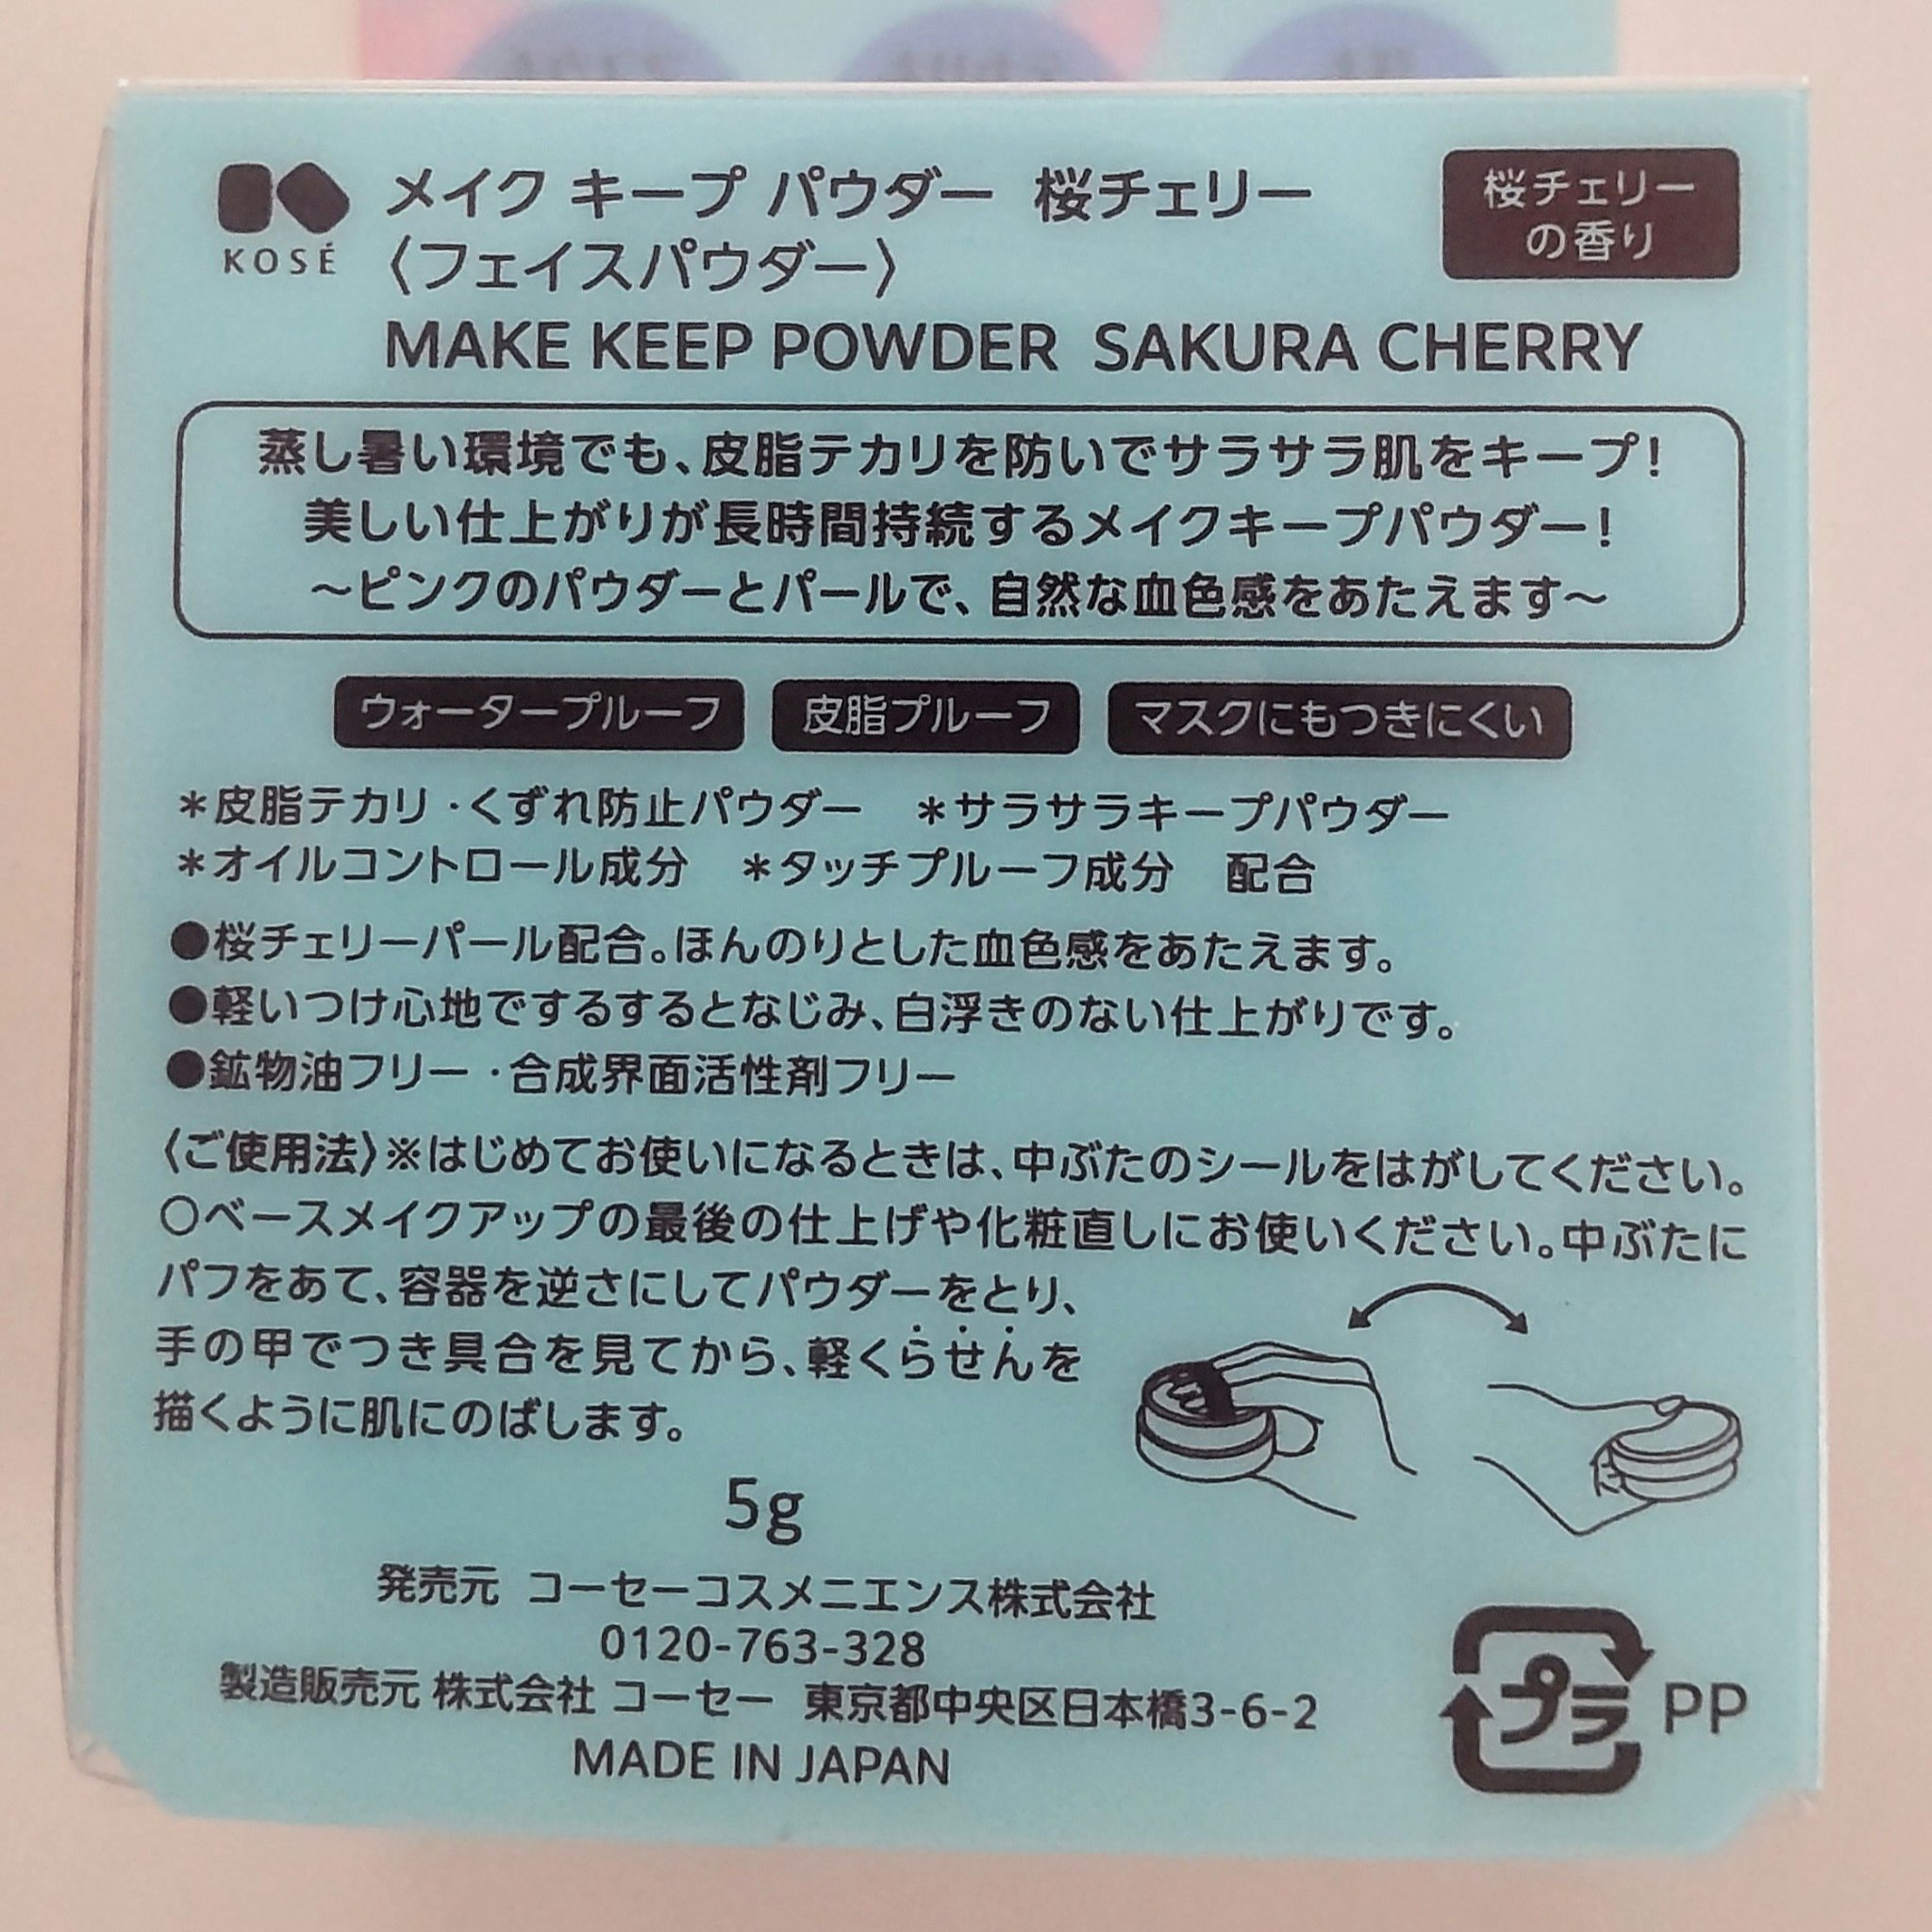 メイク キープ パウダー 桜チェリー
〈フェイスパウダー〉
KOSÉ
桜チェリー
の香り
MAKE KEEP POWDER SAKURA CHERRY
蒸し暑い環境でも、皮脂テカリを防いでサラサラ肌をキープ!
美しい仕上がりが長時間持続するメイクキープパウダー!
～ピンクのパウダーとパールで、自然な血色感をあたえます～
ウォータープルーフ 皮脂プルーフ マスクにもつきにくい
＊皮脂テカリ・くずれ防止パウダー ＊サラサラキープパウダー
＊オイルコントロール成分 ＊タッチプルーフ成分 配合
●桜チェリーパール配合。ほんのりとした血色感をあたえます。
●軽いつけ心地でするするとなじみ、白浮きのない仕上がりです。
●鉱物油フリー・合成界面活性剤フリー
〈ご使用法〉※はじめてお使いになるときは、中ぶたのシールをはがしてください。
○ベースメイクアップの最後の仕上げや化粧直しにお使いください。中ぶたに
パフをあて、容器を逆さにしてパウダーをとり、
手の甲でつき具合を見てから、軽くらせんを
描くように肌にのばします。
5g
発売元 コーセーコスメニエンス株式会社
0120-763-328
製造販売元 株式会社 コーセー 東京都中央区日本橋3-6-2
MADE IN JAPAN
プラ PP